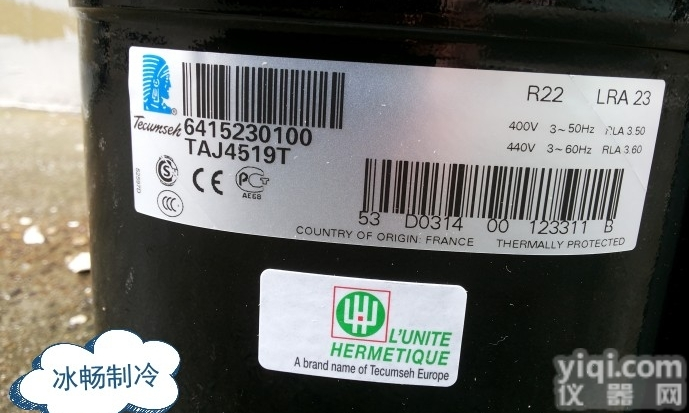 R22 LRA 23
Tecumseh 6415230100
TAJ4519T
400V 3~50Hz RLA 3.50
440V 3~60Hz RLA 3.60
CE
CCC
AE68
53 D0314 00 123311 B
COUNTRY OF ORIGIN: FRANCE THERMALLY PROTECTED
L'UNITE
HERMETIQUE
A brand name of Tecumseh Europe
冰畅制冷
yiqi.com
仪器网